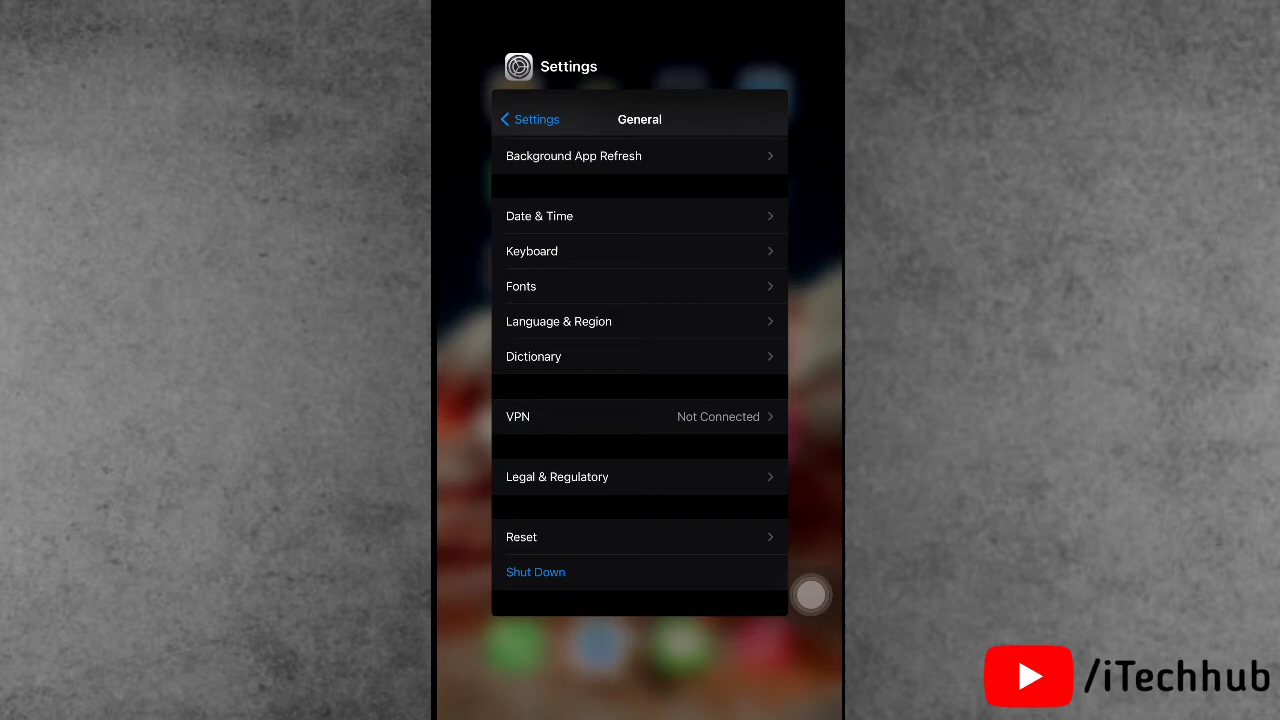 Settings
Settings
General
Background App Refresh
Date & Time
Keyboard
Fonts
Language & Region
Dictionary
VPN Not Connected
Legal & Regulatory
Reset
Shut Down
/iTechhub